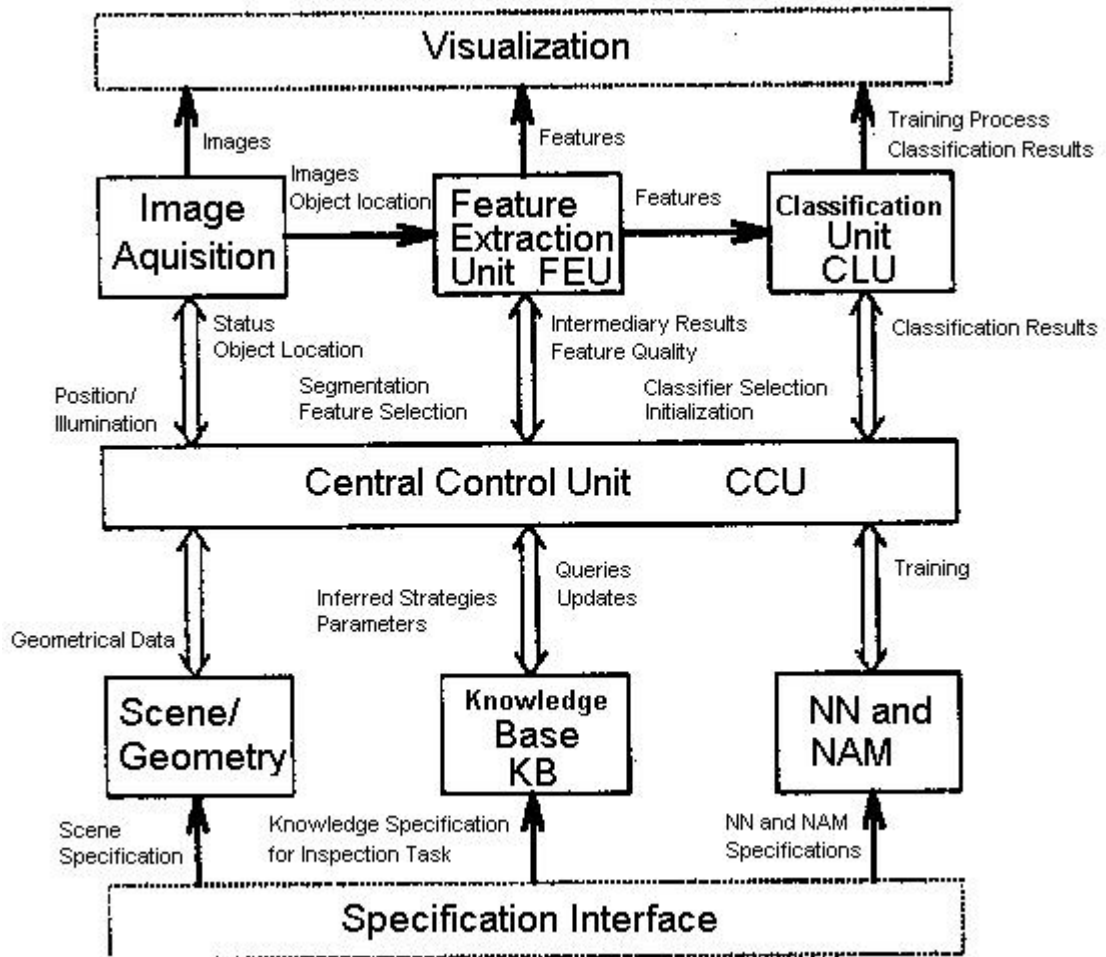 Visualization
Images
Features
Training Process
Classification Results
Image
Aquisition
Images
Object location
Feature
Extraction
Unit FEU
Features
Classification
Unit
CLU
Status
Object Location
Position/
Illumination
Intermediary Results
Feature Quality
Segmentation
Feature Selection
Classification Results
Classifier Selection
Initialization
Central Control Unit CCU
Geometrical Data
Inferred Strategies
Parameters
Queries
Updates
Training
Scene/
Geometry
Knowledge
Base
KB
NN and
NAM
Scene
Specification
Knowledge Specification
for Inspection Task
NN and NAM
Specifications
Specification Interface